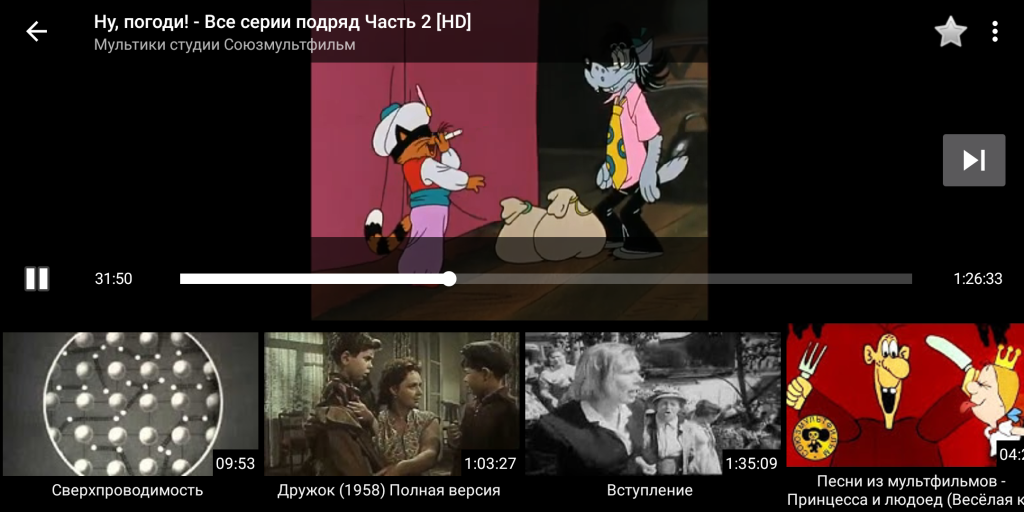 Ну, погоди! - Все серии подряд Часть 2 [HD]
Мультики студии Союзмультфильм
31:50
1:26:33
09:53
1:03:27
1:35:09
04:2
Сверхпроводимость
Дружок (1958) Полная версия
Вступление
Песни из мультфильмов -
Принцесса и людоед (Весёлая к
СОЮЗМУЛЬТФИЛЬМ